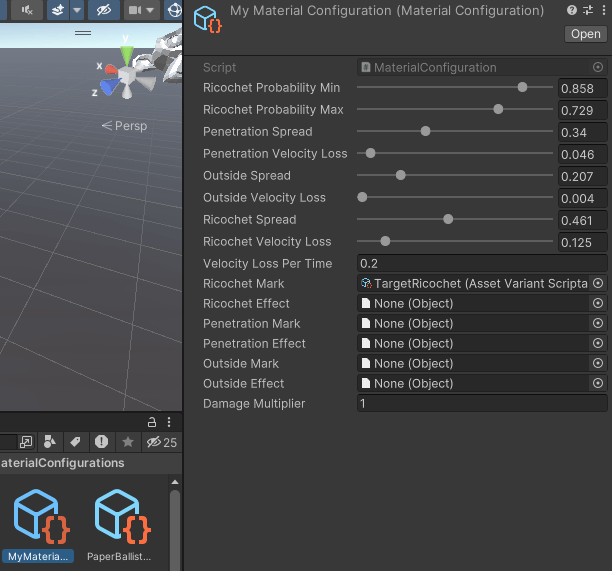 My Material Configuration (Material Configuration)
Open
Script
MaterialConfiguration
Ricochet Probability Min
0.858
Ricochet Probability Max
0.729
Penetration Spread
0.34
Penetration Velocity Loss
0.046
Outside Spread
0.207
Outside Velocity Loss
0.004
Ricochet Spread
0.461
Ricochet Velocity Loss
0.125
Velocity Loss Per Time
0.2
Ricochet Mark
TargetRicochet (Asset Variant Scripta
Ricochet Effect
None (Object)
Penetration Mark
None (Object)
Penetration Effect
None (Object)
Outside Mark
None (Object)
Outside Effect
None (Object)
Damage Multiplier
1
y
x
z
Persp
25
aterialConfigurations
MyMateria...
PaperBallist...